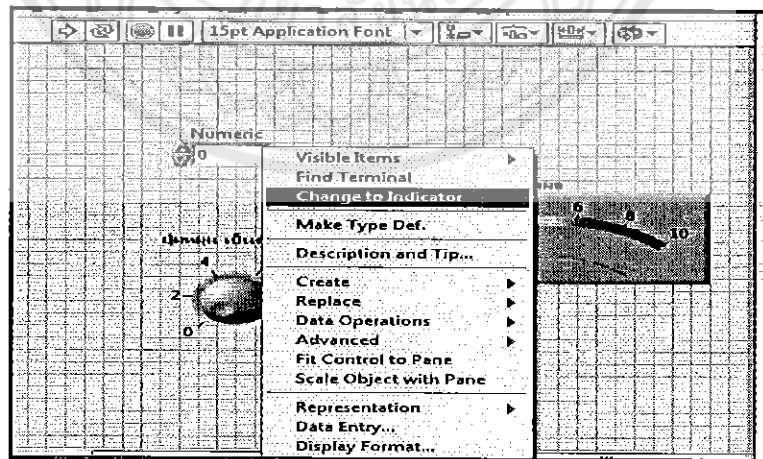 15pt Application Font
Numeric
0
Visible Items
Find Terminal
Change to Indicator
Make Type Def.
Description and Tip...
Create
Replace
Data Operations
Advanced
Fit Control to Pane
Scale Object with Pane
Representation
Data Entry...
Display Format...
4
2
0
6
8
10